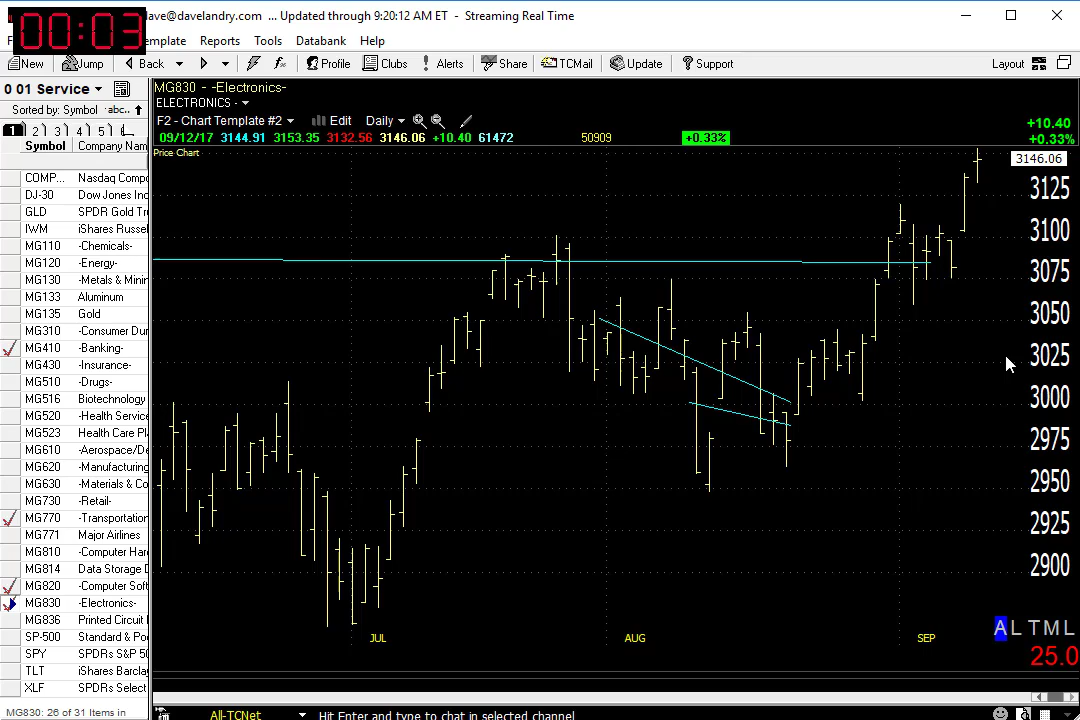 lave@davelandry.com ... Updated through 9:20:12 AM ET - Streaming Real Time
00:03
F emplate Reports Tools Databank Help
New Jump Back Profile Clubs Alerts Share TCMail Update Support Layout
0 01 Service
Sorted by: Symbol abc..
1 2 3 4 5
Symbol Company Nam
COMP... Nasdaq Compo
DJ-30 Dow Jones Ind
GLD SPDR Gold Tru
IWM iShares Russel
MG110 -Chemicals-
MG120 -Energy-
MG130 -Metals & Minin
MG133 Aluminum
MG135 Gold
MG310 -Consumer Dur
MG410 -Banking-
MG430 -Insurance-
MG510 -Drugs-
MG516 Biotechnology
MG520 -Health Service
MG523 Health Care Pl
MG610 -Aerospace/De
MG620 -Manufacturing
MG630 -Materials & Co
MG730 -Retail-
MG770 -Transportation
MG771 Major Airlines
MG810 -Computer Har
MG814 Data Storage D
MG820 -Computer Soft
MG830 -Electronics-
MG836 Printed Circuit
SP-500 Standard & Po
SPY SPDRs S&P 50
TLT iShares Barclay
XLF SPDRs Select
MG830: 26 of 31 Items in
MG830 - -Electronics-
ELECTRONICS -
F2 - Chart Template #2 Edit Daily
+10.40
09/12/17 3144.91 3153.35 3132.56 3146.06 +10.40 61472 50909 +0.33% +0.33%
Price Chart
3146.06
3125
3100
3075
3050
3025
3000
2975
2950
2925
2900
JUL AUG SEP
A L T M L
25.0
All-TCNet Hit Enter and type to chat in selected channel